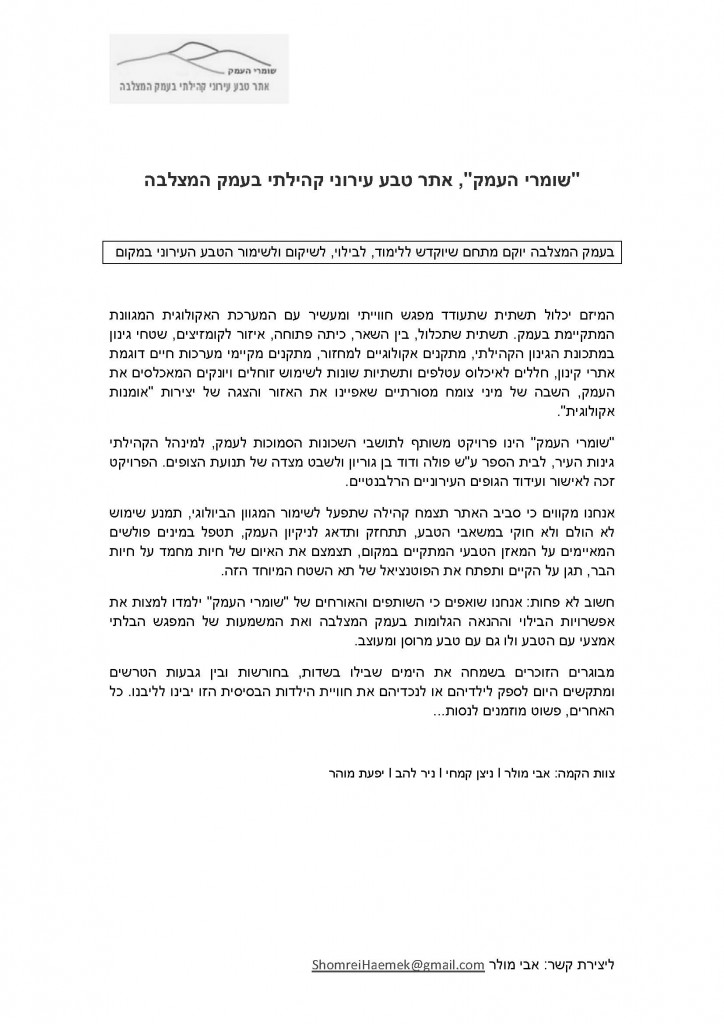 שומרי העמק
אתר טבע עירוני קהילתי בעמק המצלבה
"שומרי העמק", אתר טבע עירוני קהילתי בעמק המצלבה
בעמק המצלבה יוקם מתחם שיוקדש ללימוד, לבילוי, לשיקום ולשימור הטבע העירוני במקום
המיזם יכלול תשתית שתעודד מפגש חווייתי ומעשיר עם המערכת האקולוגית המגוונת
המתקיימת בעמק. תשתית שתכלול, בין השאר, כיתה פתוחה, איזור לקומזיצים, שטחי גינון
במתכונת הגינון הקהילתי, מתקנים אקולוגיים למחזור, מתקנים מקיימי מערכות חיים דוגמת
אתרי קינון, חללים לאיכלוס עטלפים ותשתיות שונות לשימוש זוחלים ויונקים המאכלסים את
העמק, השבה של מיני צומח מסורתיים שאפיינו את האזור והצגה של יצירות "אומנות
אקולוגית".
"שומרי העמק" הינו פרויקט משותף לתושבי השכונות הסמוכות לעמק, למינהל הקהילתי
גינות העיר, לבית הספר ע"ש פולה ודוד בן גוריון ולשבט מצדה של תנועת הצופים. הפרויקט
זכה לאישור ועידוד הגופים העירוניים הרלבנטיים.
אנחנו מקווים כי סביב האתר תצמח קהילה שתפעל לשימור המגוון הביולוגי, תמנע שימוש
לא הולם ולא חוקי במשאבי הטבע, תתחזק ותדאג לניקיון העמק, תטפל במינים פולשים
המאיימים על המאזן הטבעי המתקיים במקום, תצמצם את האיום של חיות מחמד על חיות
הבר, תגן על הקיים ותפתח את הפוטנציאל של תא השטח המיוחד הזה.
חשוב לא פחות: אנחנו שואפים כי השותפים והאורחים של "שומרי העמק" ילמדו למצות את
אפשרויות הבילוי וההנאה הגלומות בעמק המצלבה ואת המשמעות של המפגש הבלתי
אמצעי עם הטבע ולו גם עם טבע מרוסן ומעוצב.
מבוגרים הזוכרים בשמחה את הימים שבילו בשדות, בחורשות ובין גבעות הטרשים
ומתקשים היום לספק לילדיהם או לנכדיהם את חוויית הילדות הבסיסית הזו יבינו לליבנו. כל
האחרים, פשוט מוזמנים לנסות...
צוות הקמה: אבי מולר I ניצן קמחי I ניר להב I יפעת מוהר
ליצירת קשר: אבי מולר ShomreiHaemek@gmail.com